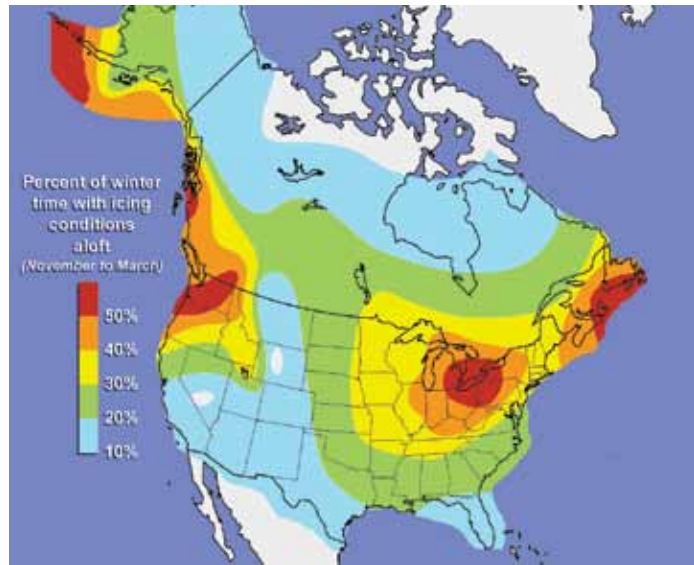 Percent of winter
time with icing
conditions
aloft
(November to March)
50%
40%
30%
20%
10%